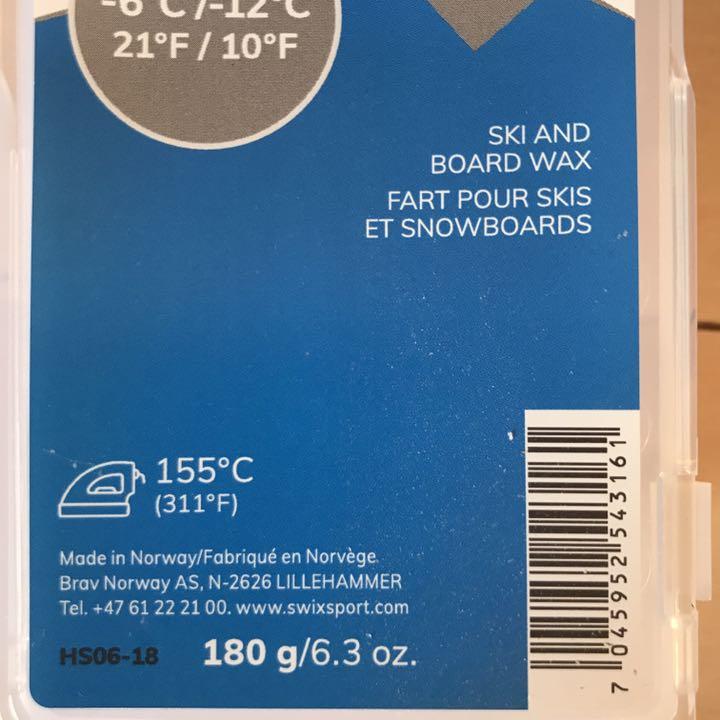 -6°C /-12°C
21°F / 10°F
SKI AND
BOARD WAX
FART POUR SKIS
ET SNOWBOARDS
155°C
(311°F)
Made in Norway/Fabriqué en Norvège.
Brav Norway AS, N-2626 LILLEHAMMER
Tel. +47 61 22 21 00. www.swixsport.com
HS06-18 180 g/6.3 oz.
7 045952 543161